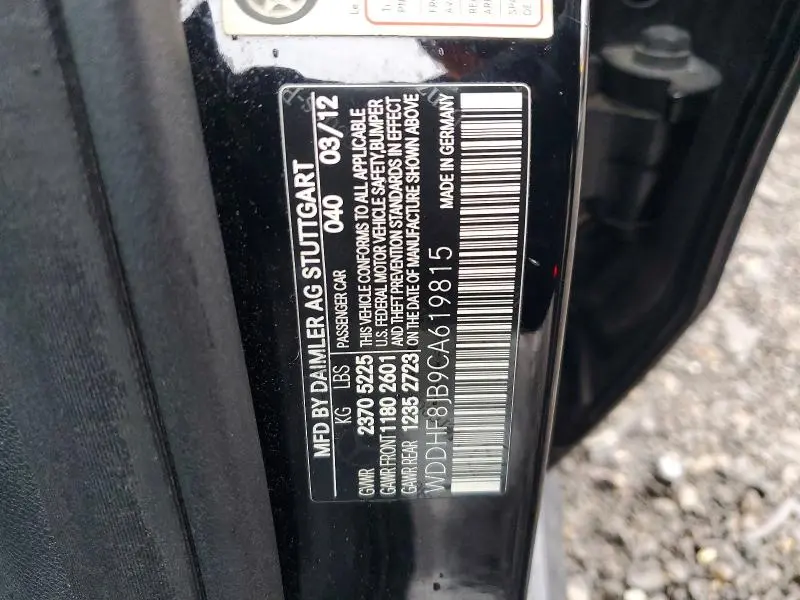 MFD BY DAIMLER AG STUTTGART
KG LBS PASSENGER CAR 040 03/12
GVWR 2370 5225
GAWR FRONT 1180 2601
GAWR REAR 1235 2723
THIS VEHICLE CONFORMS TO ALL APPLICABLE
U.S. FEDERAL MOTOR VEHICLE SAFETY,BUMPER
AND THEFT PREVENTION STANDARDS IN EFFECT
ON THE DATE OF MANUFACTURE SHOWN ABOVE
WDDHF8JB9CA619815 MADE IN GERMANY